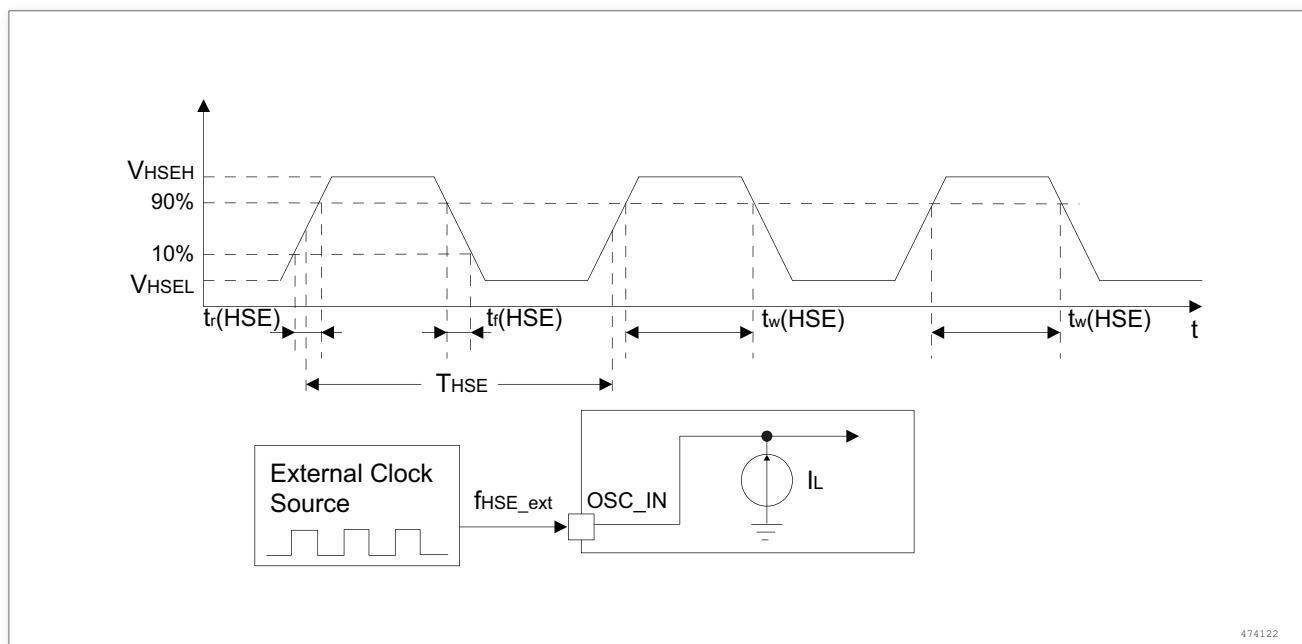 VHSEH
90%
10%
VHSEL
tr(HSE)
tf(HSE)
tw(HSE)
tw(HSE)
t
THSE
External Clock
Source
fHSE_ext
OSC_IN
IL
474122